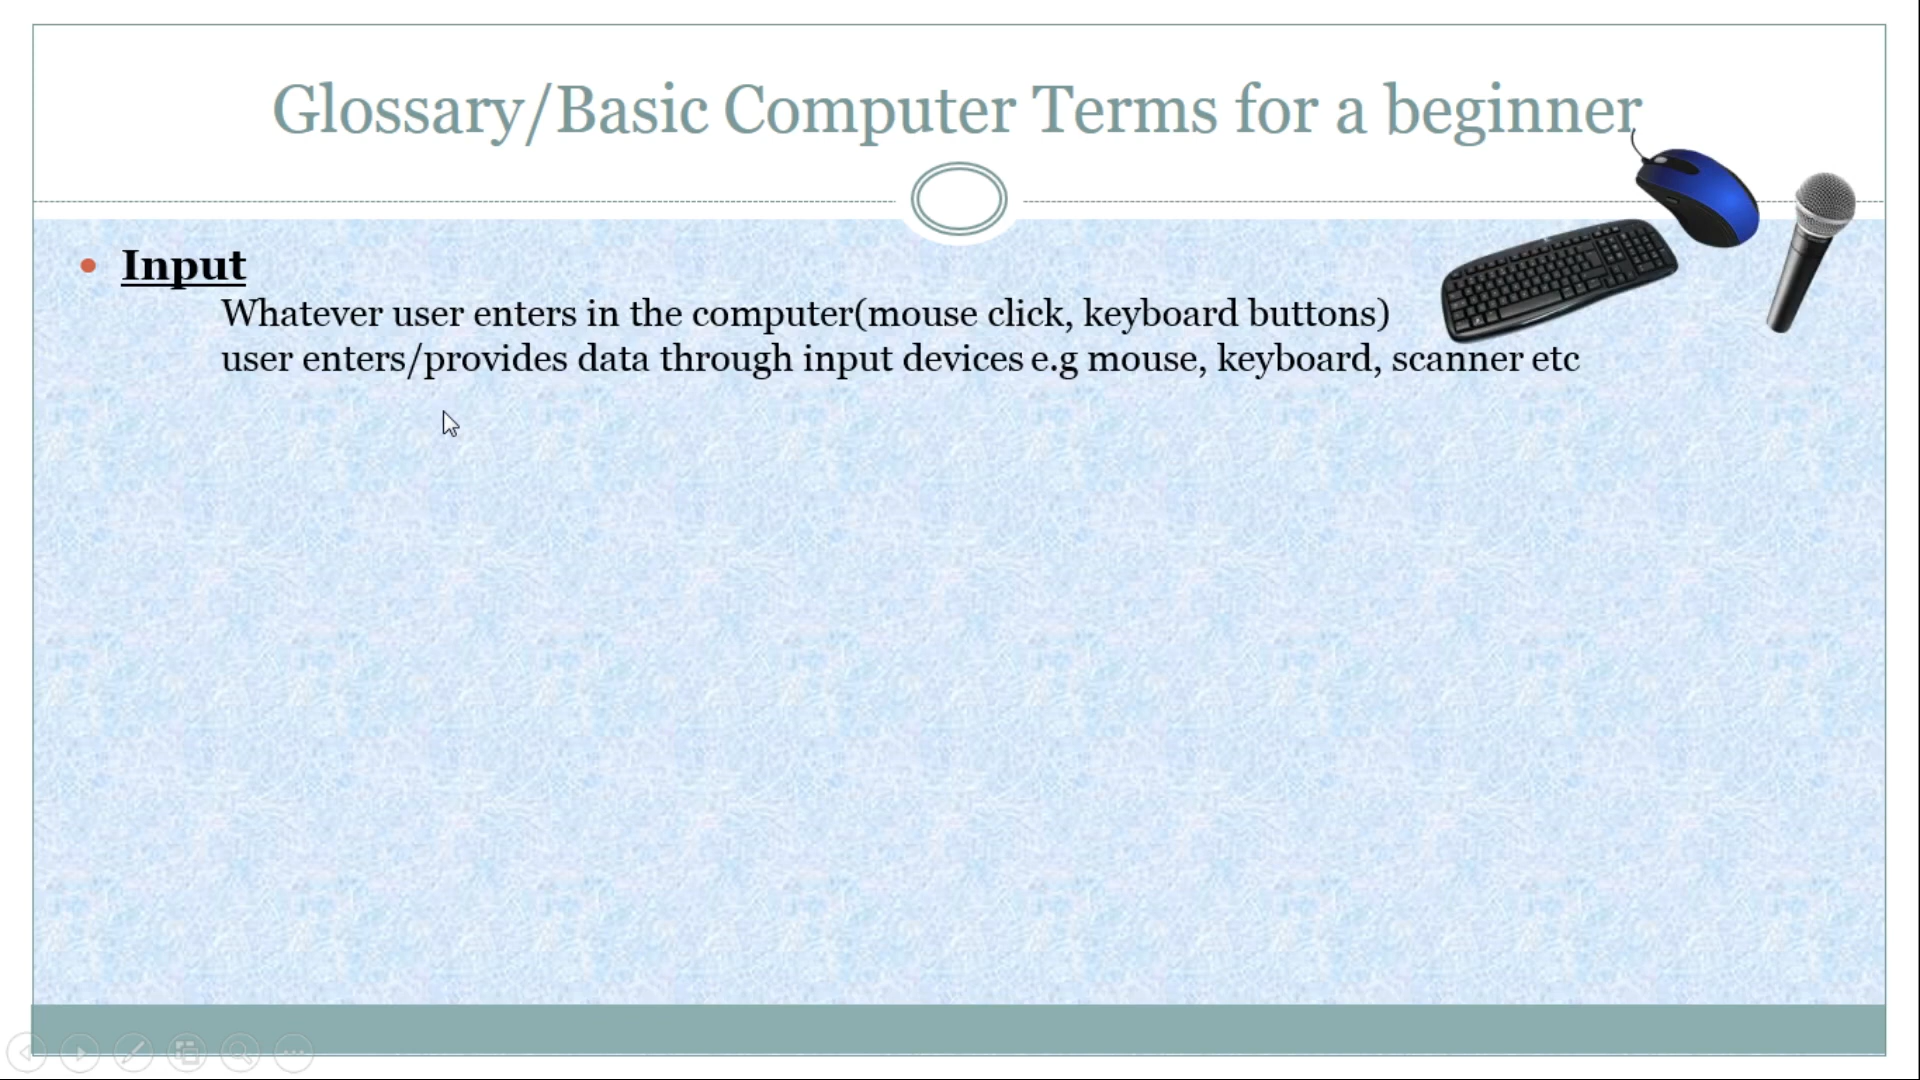 Glossary/Basic Computer Terms for a beginner
Input
Whatever user enters in the computer(mouse click, keyboard buttons)
user enters/provides data through input devices e.g mouse, keyboard, scanner etc